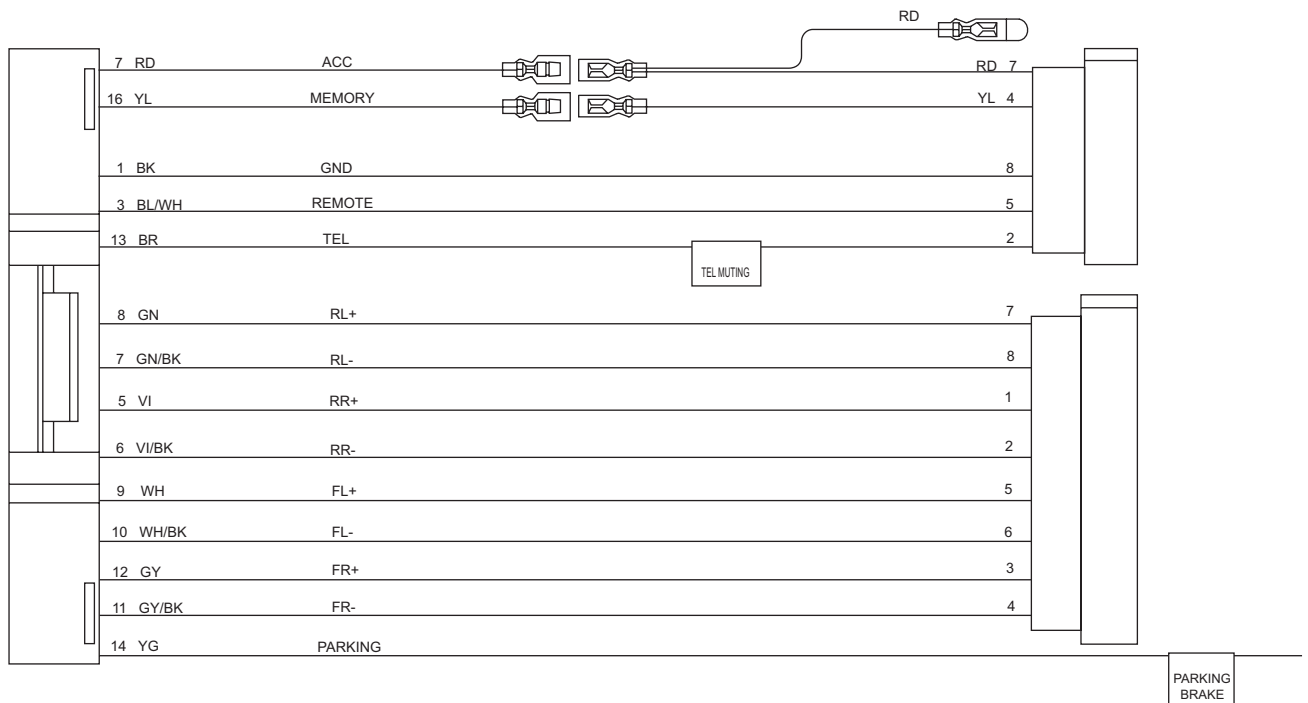 RD
7 RD ACC RD 7
16 YL MEMORY YL 4
1 BK GND 8
3 BL/WH REMOTE 5
13 BR TEL 2
TEL MUTING
8 GN RL+ 7
7 GN/BK RL- 8
5 VI RR+ 1
6 VI/BK RR- 2
9 WH FL+ 5
10 WH/BK FL- 6
12 GY FR+ 3
11 GY/BK FR- 4
14 YG PARKING
PARKING
BRAKE